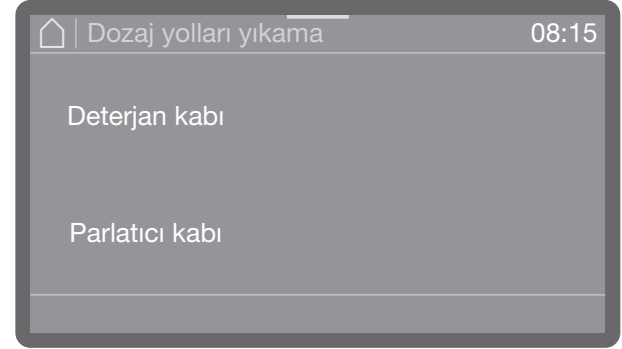 Dozaj yolları yıkama 08:15
Deterjan kabı
Parlatıcı kabı